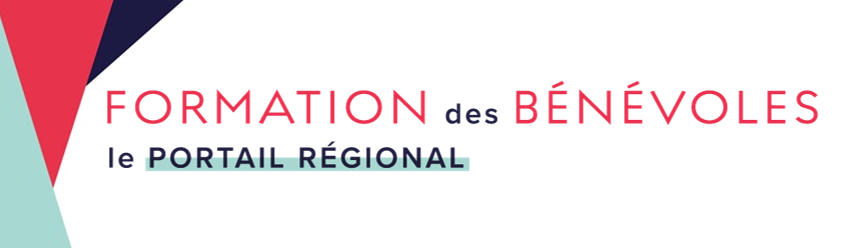 FORMATION des BÉNÉVOLES
le PORTAIL RÉGIONAL